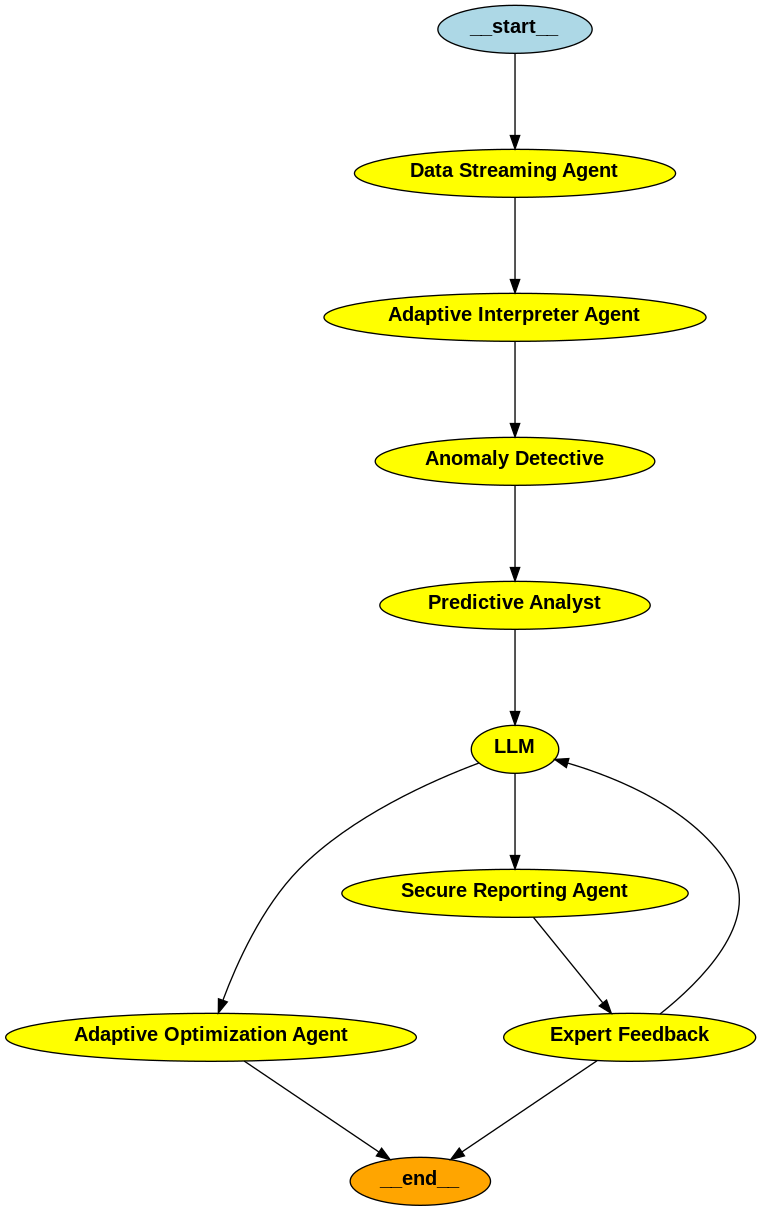 __start__
Data Streaming Agent
Adaptive Interpreter Agent
Anomaly Detective
Predictive Analyst
LLM
Secure Reporting Agent
Adaptive Optimization Agent
Expert Feedback
__end__